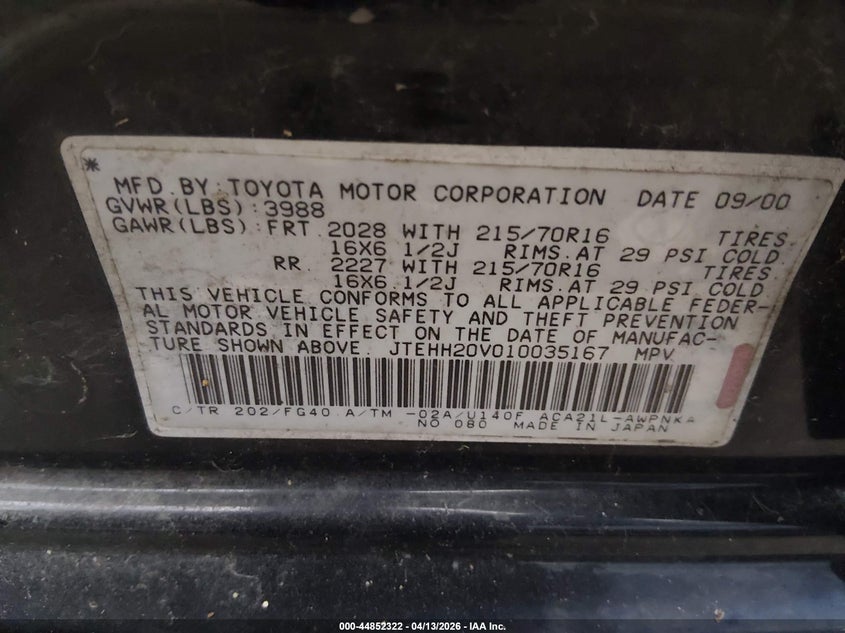 *
MFD. BY: TOYOTA MOTOR CORPORATION DATE 09/00
GVWR(LBS): 3988
GAWR(LBS): FRT. 2028 WITH 215/70R16 TIRES.
16X6 1/2J RIMS. AT 29 PSI COLD
RR. 2227 WITH 215/70R16 TIRES.
16X6 1/2J RIMS. AT 29 PSI COLD
THIS VEHICLE CONFORMS TO ALL APPLICABLE FEDER-
AL MOTOR VEHICLE SAFETY AND THEFT PREVENTION
STANDARDS IN EFFECT ON THE DATE OF MANUFAC-
TURE SHOWN ABOVE. JTEHH20V010035167 MPV
C/TR 202/FG40 A/TM -02A/U140F ACA21L-AWPNKA
NO 080 MADE IN JAPAN
000-44852322 04/13/2026 - IAA Inc.